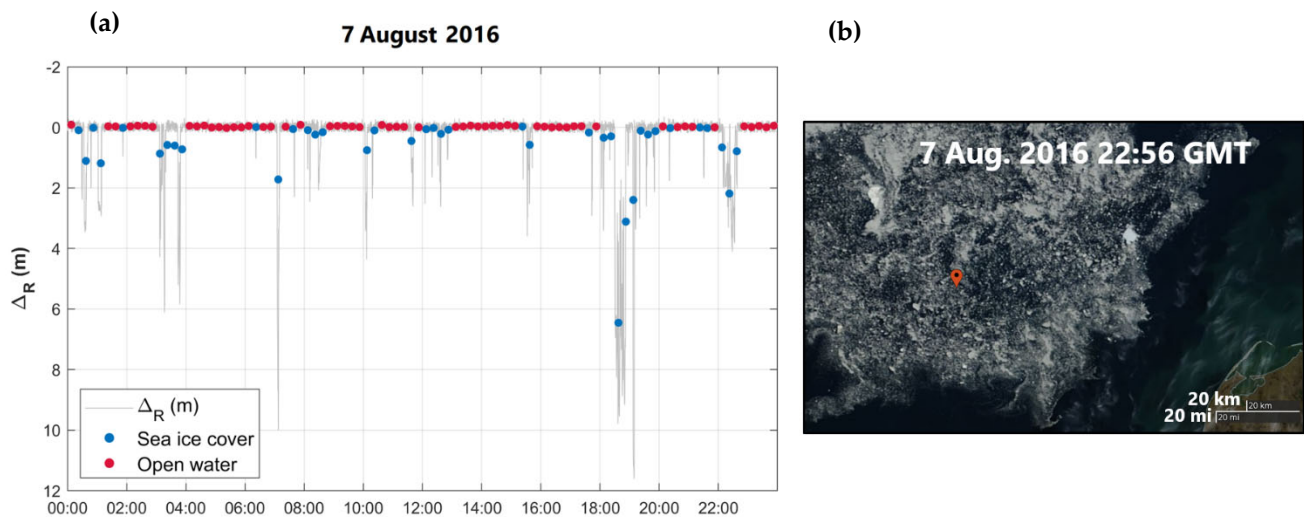 (a)
7 August 2016
-2
0
2
4
6
8
10
12
Δ_R (m)
Δ_R (m)
Sea ice cover
Open water
00:00 02:00 04:00 06:00 08:00 10:00 12:00 14:00 16:00 18:00 20:00 22:00
(b)
7 Aug. 2016 22:56 GMT
20 km
20 km
20 mi
20 mi